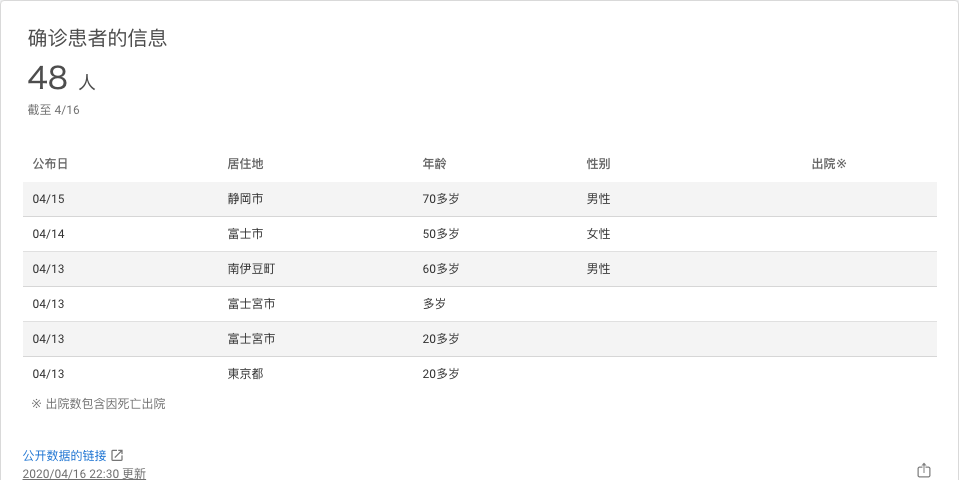 确诊患者的信息
48 人
截至 4/16
公布日 居住地 年龄 性别 出院※
04/15 静岡市 70多岁 男性
04/14 富士市 50多岁 女性
04/13 南伊豆町 60多岁 男性
04/13 富士宮市 多岁
04/13 富士宮市 20多岁
04/13 東京都 20多岁
※ 出院数包含因死亡出院
公开数据的链接
2020/04/16 22:30 更新